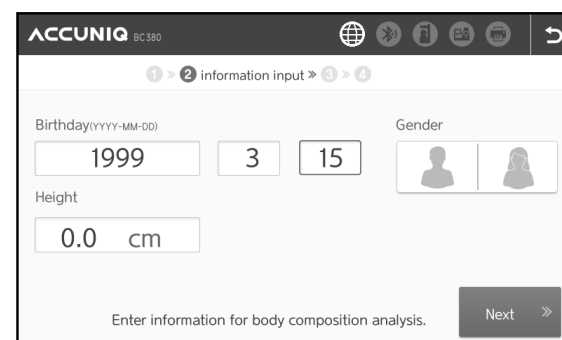 ACCUNIQ BC380
1 » 2 information input » 3 » 4
Birthday(YYYY-MM-DD)
Gender
1999 3 15
Height
0.0 cm
Enter information for body composition analysis.
Next »